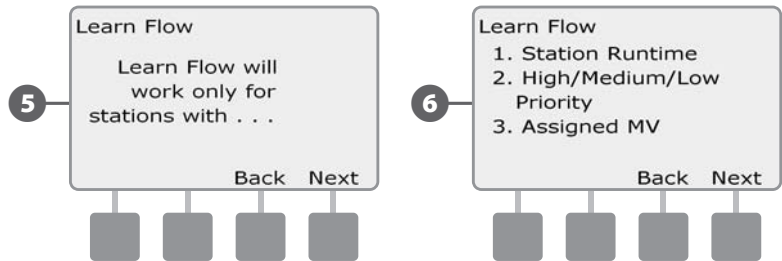 5
Learn Flow
Learn Flow will
work only for
stations with . . .
Back Next
6
Learn Flow
1. Station Runtime
2. High/Medium/Low
Priority
3. Assigned MV
Back Next